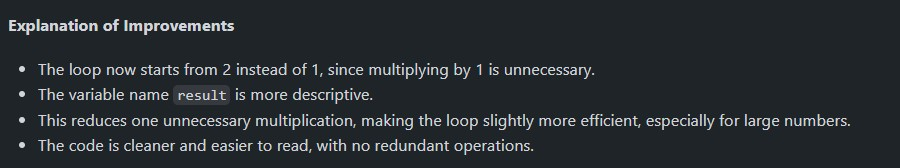 Explanation of Improvements
• The loop now starts from 2 instead of 1, since multiplying by 1 is unnecessary.
• The variable name result is more descriptive.
• This reduces one unnecessary multiplication, making the loop slightly more efficient, especially for large numbers.
• The code is cleaner and easier to read, with no redundant operations.